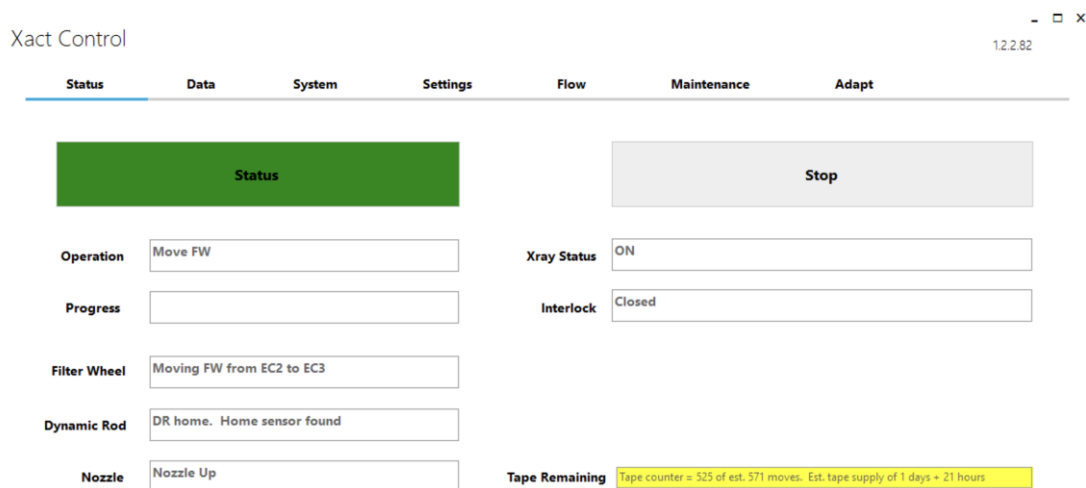 Xact Control
1.2.2.82
Status Data System Settings Flow Maintenance Adapt
Status Stop
Operation Move FW Xray Status ON
Progress Interlock Closed
Filter Wheel Moving FW from EC2 to EC3
Dynamic Rod DR home.  Home sensor found
Nozzle Nozzle Up Tape Remaining Tape counter = 525 of est. 571 moves.  Est. tape supply of 1 days + 21 hours